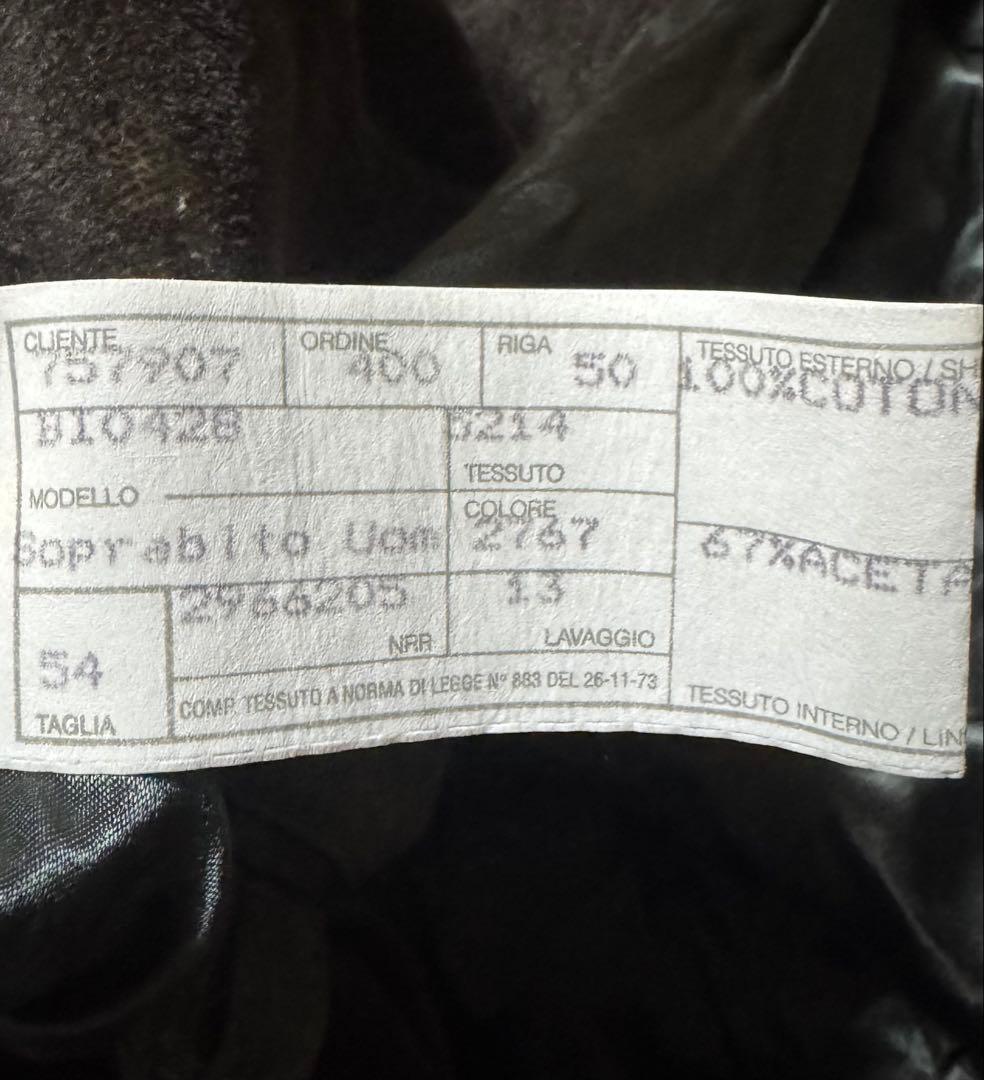 CLIENTE
757907
ORDINE
400
RIGA
50
TESSUTO ESTERNO / SH
100%COTON
5214
TESSUTO
MODELLO
Soprabito Uom
COLORE
2767
67%ACETA
2966205
NRR
13
LAVAGGIO
54
TAGLIA
COMP. TESSUTO A NORMA DI LEGGE Nº 883 DEL 26-11-73
TESSUTO INTERNO / LIN